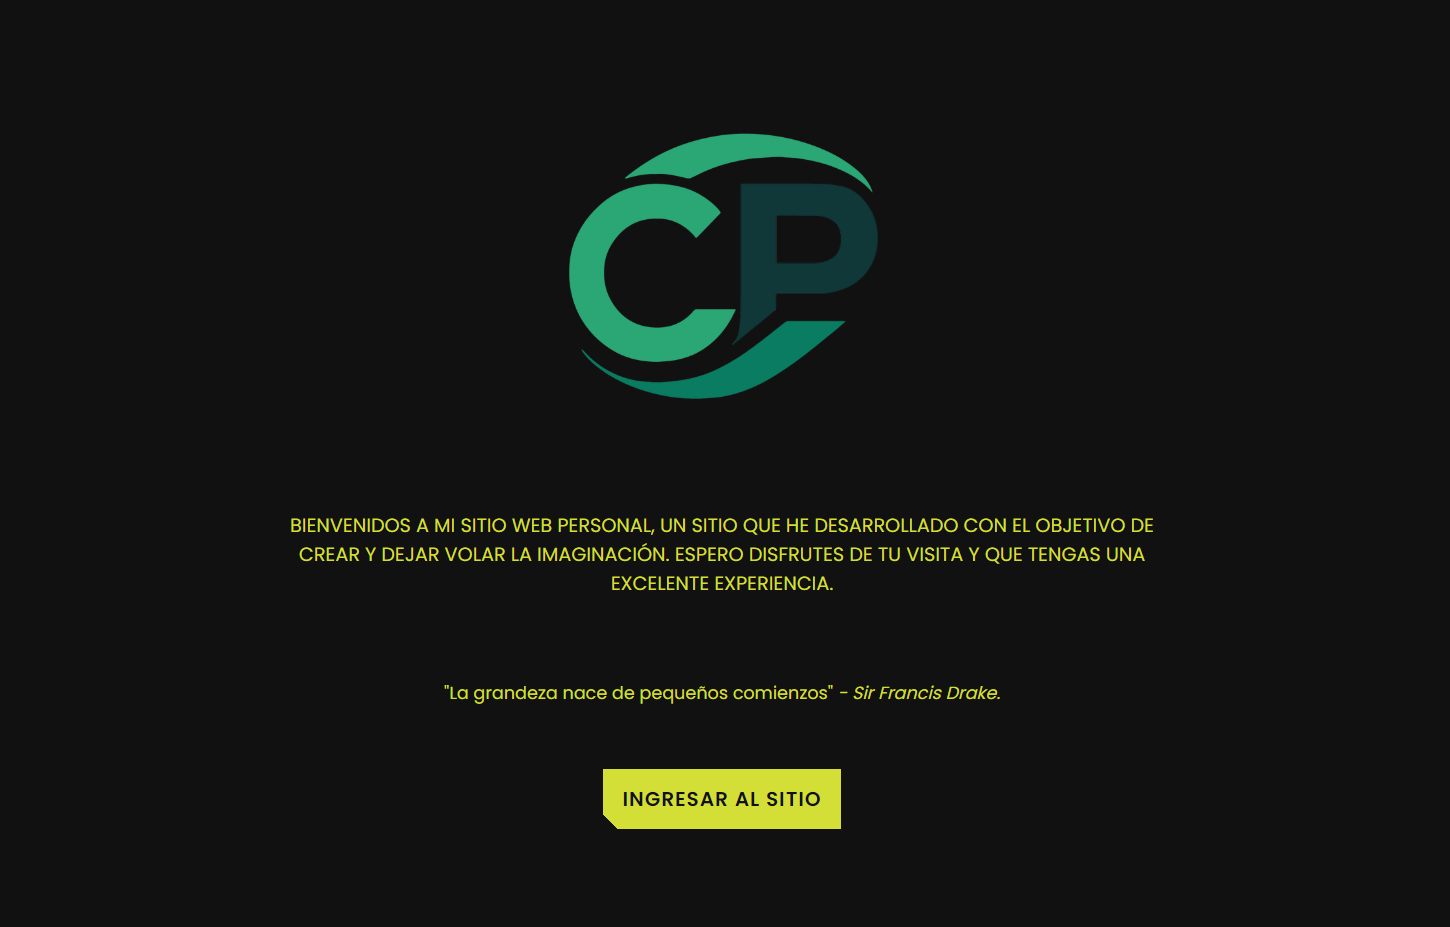 CP
BIENVENIDOS A MI SITIO WEB PERSONAL, UN SITIO QUE HE DESARROLLADO CON EL OBJETIVO DE
CREAR Y DEJAR VOLAR LA IMAGINACIÓN. ESPERO DISFRUTES DE TU VISITA Y QUE TENGAS UNA
EXCELENTE EXPERIENCIA.
"La grandeza nace de pequeños comienzos" - Sir Francis Drake.
INGRESAR AL SITIO